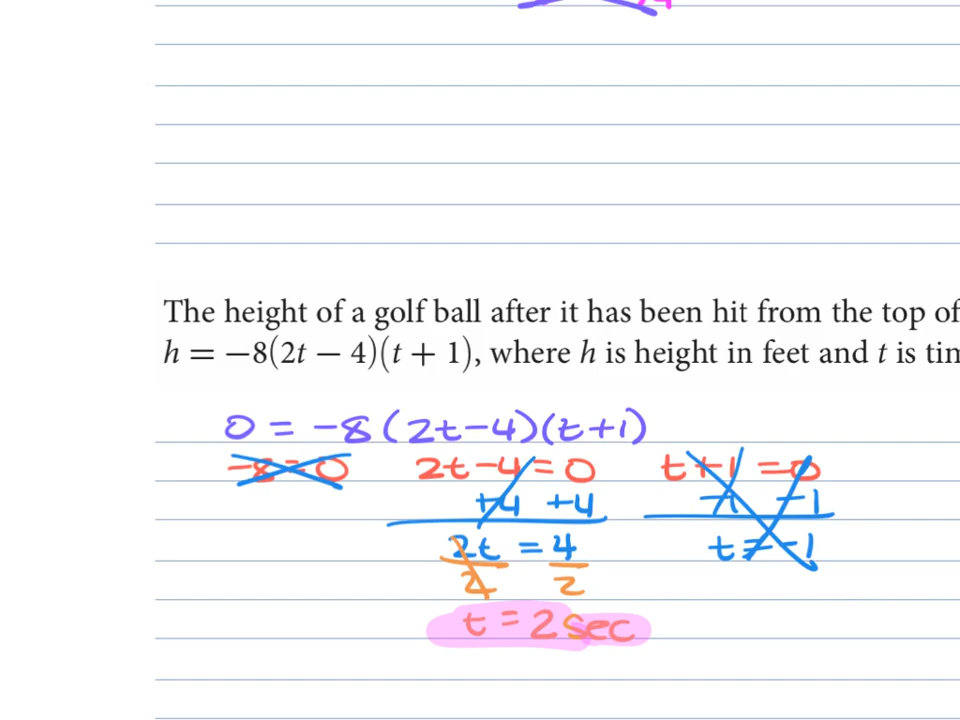 The height of a golf ball after it has been hit from the top of
h = −8(2t − 4)(t + 1), where h is height in feet and t is
0 = -8(2t-4)(t+1)
-8=0 2t-4=0 t+1=0
+4 +4 -1 -1
2t = 4 t=-1
2 2
t = 2 sec